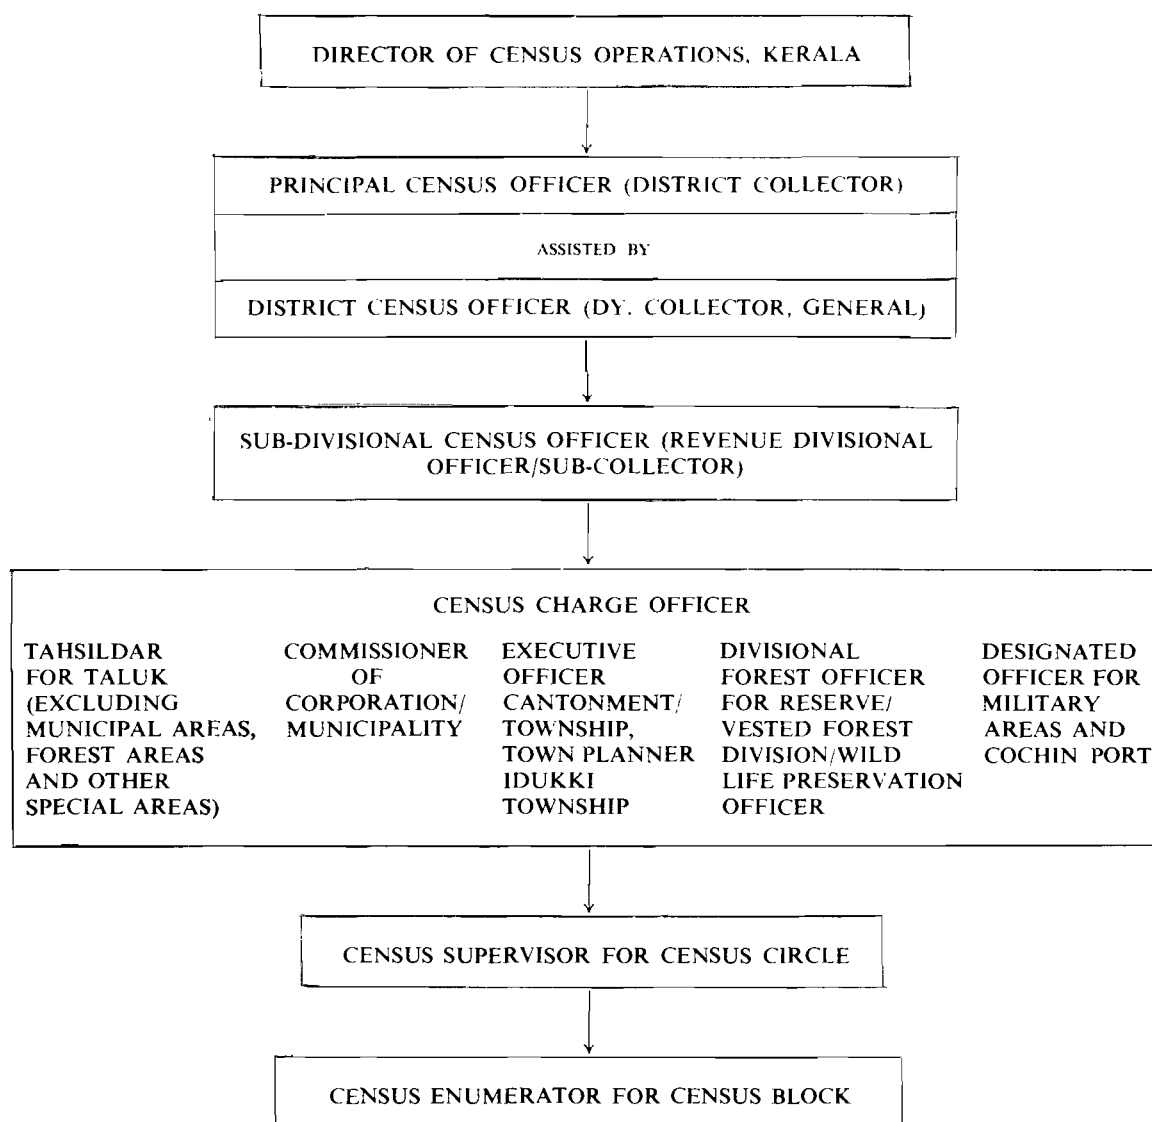 DIRECTOR OF CENSUS OPERATIONS, KERALA
PRINCIPAL CENSUS OFFICER (DISTRICT COLLECTOR)
ASSISTED BY
DISTRICT CENSUS OFFICER (DY. COLLECTOR, GENERAL)
SUB-DIVISIONAL CENSUS OFFICER (REVENUE DIVISIONAL
OFFICER/SUB-COLLECTOR)
CENSUS CHARGE OFFICER
TAHSILDAR
FOR TALUK
(EXCLUDING
MUNICIPAL AREAS,
FOREST AREAS
AND OTHER
SPECIAL AREAS)
COMMISSIONER
OF
CORPORATION/
MUNICIPALITY
EXECUTIVE
OFFICER
CANTONMENT/
TOWNSHIP,
TOWN PLANNER
IDUKKI
TOWNSHIP
DIVISIONAL
FOREST OFFICER
FOR RESERVE/
VESTED FOREST
DIVISION/WILD
LIFE PRESERVATION
OFFICER
DESIGNATED
OFFICER FOR
MILITARY
AREAS AND
COCHIN PORT
CENSUS SUPERVISOR FOR CENSUS CIRCLE
CENSUS ENUMERATOR FOR CENSUS BLOCK